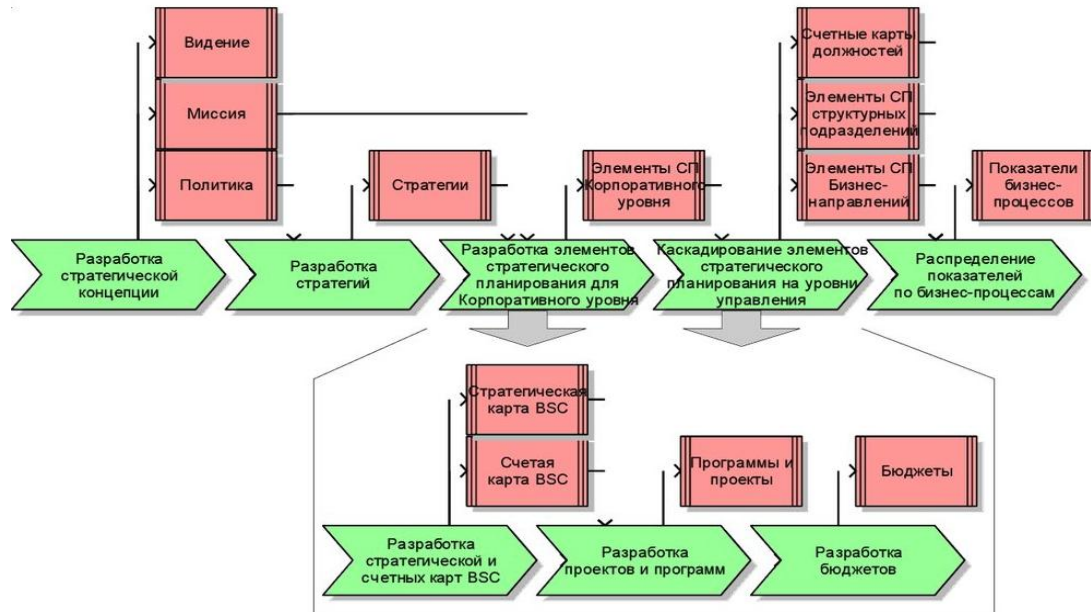 Видение
Миссия
Политика
Стратегии
Элементы СП
Корпоративного
уровня
Счетные карты
должностей
Элементы СП
структурных
подразделений
Элементы СП
Бизнес-
направлений
Показатели
бизнес-
процессов
Разработка
стратегической
концепции
Разработка
стратегий
Разработка элементов
стратегического
планирования для
Корпоративного уровня
Каскадирование элементов
стратегического
планирования на уровни
управления
Распределение
показателей
по бизнес-процессам
Стратегическая
карта BSC
Счетая
карта BSC
Программы и
проекты
Бюджеты
Разработка
стратегической и
счетных карт BSC
Разработка
проектов и программ
Разработка
бюджетов